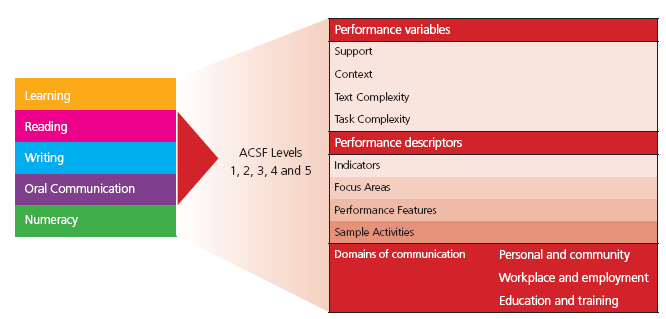 Learning
Reading
Writing
Oral Communication
Numeracy
ACSF Levels
1, 2, 3, 4 and 5
Performance variables
Support
Context
Text Complexity
Task Complexity
Performance descriptors
Indicators
Focus Areas
Performance Features
Sample Activities
Domains of communication
Personal and community
Workplace and employment
Education and training